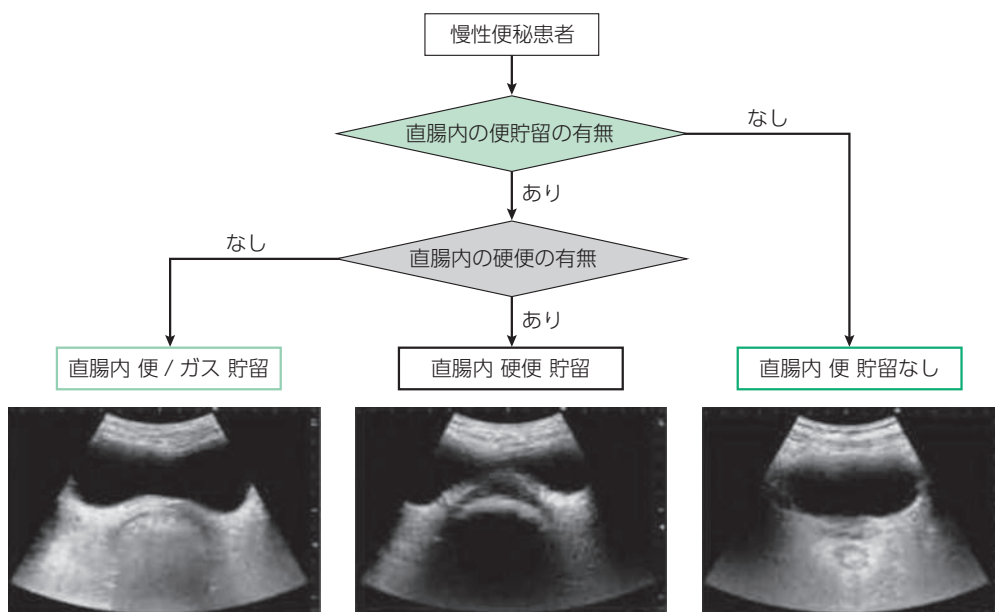 慢性便秘患者
直腸内の便貯留の有無
なし
あり
直腸内の硬便の有無
なし
あり
直腸内 便 / ガス 貯留
直腸内 硬便 貯留
直腸内 便 貯留なし